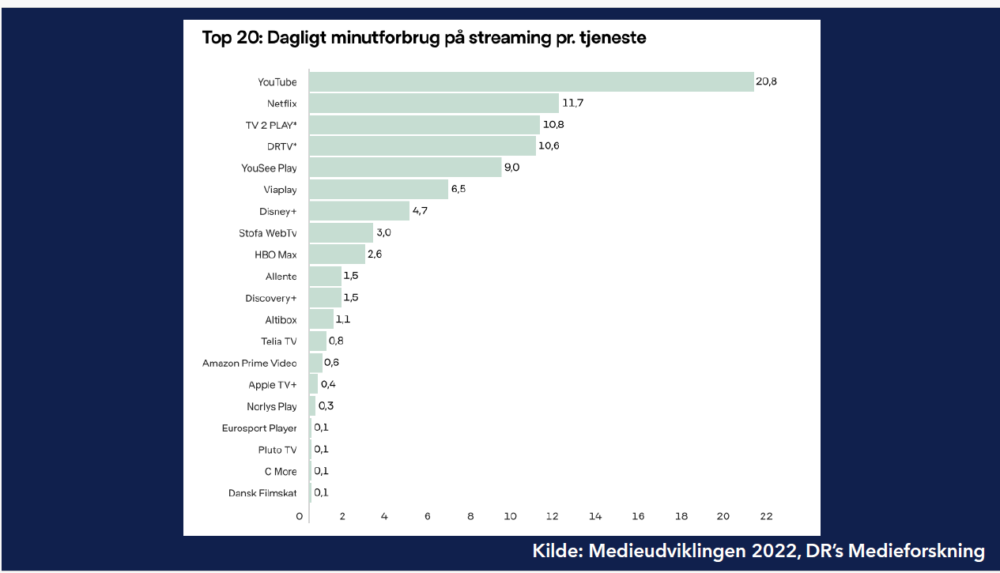 Top 20: Dagligt minutforbrug på streaming pr. tjeneste
YouTube 20,8
Netflix 11,7
TV 2 PLAY* 10,8
DRTV* 10,6
YouSee Play 9,0
Viaplay 6,5
Disney+ 4,7
Stofa WebTv 3,0
HBO Max 2,6
Allente 1,5
Discovery+ 1,5
Altibox 1,1
Telia TV 0,8
Amazon Prime Video 0,6
Apple TV+ 0,4
Norlys Play 0,3
Eurosport Player 0,1
Pluto TV 0,1
C More 0,1
Dansk Filmskat 0,1
0 2 4 6 8 10 12 14 16 18 20 22
Kilde: Medieudviklingen 2022, DR’s Medieforskning